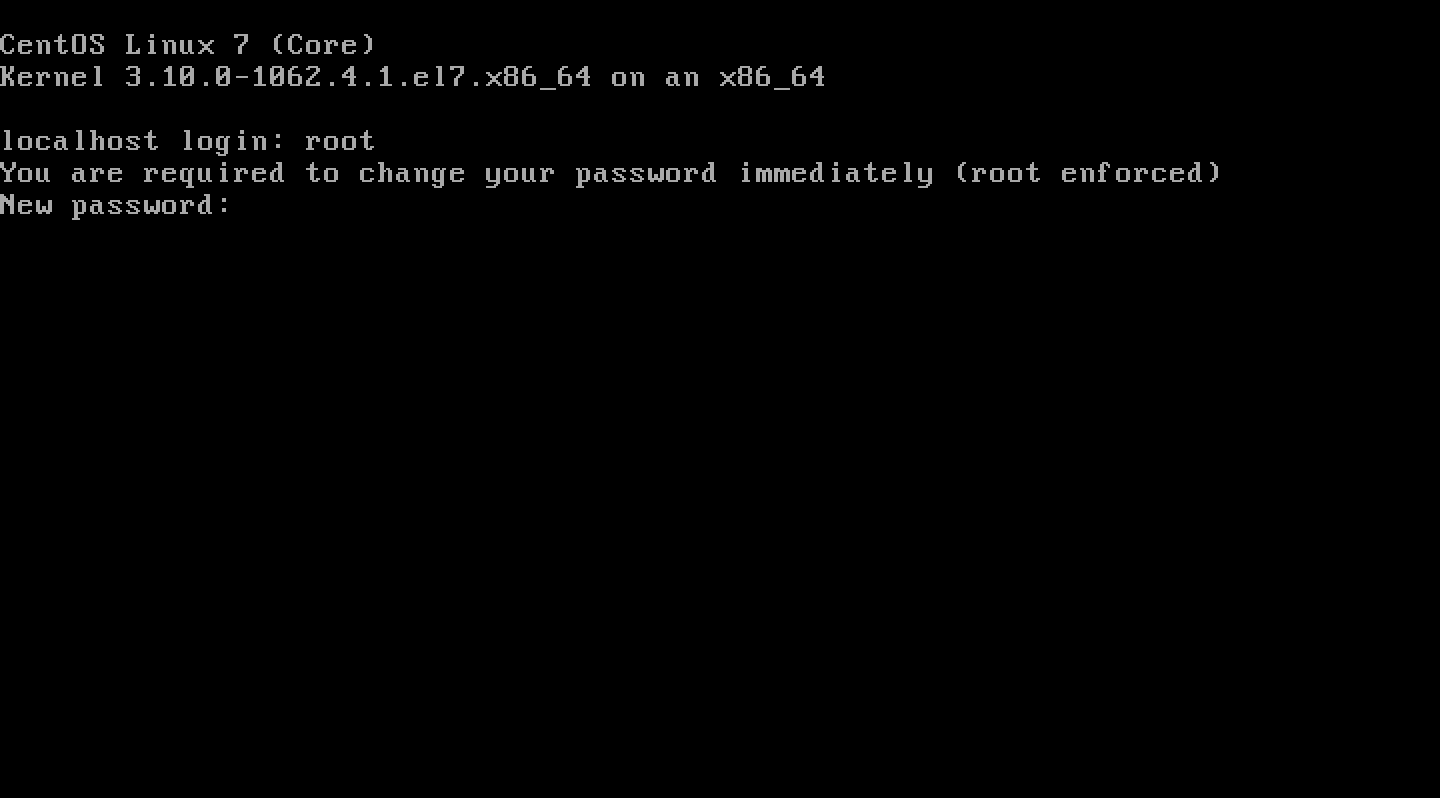 CentOS Linux 7 (Core)
Kernel 3.10.0-1062.4.1.el7.x86_64 on an x86_64
localhost login: root
You are required to change your password immediately (root enforced)
New password: